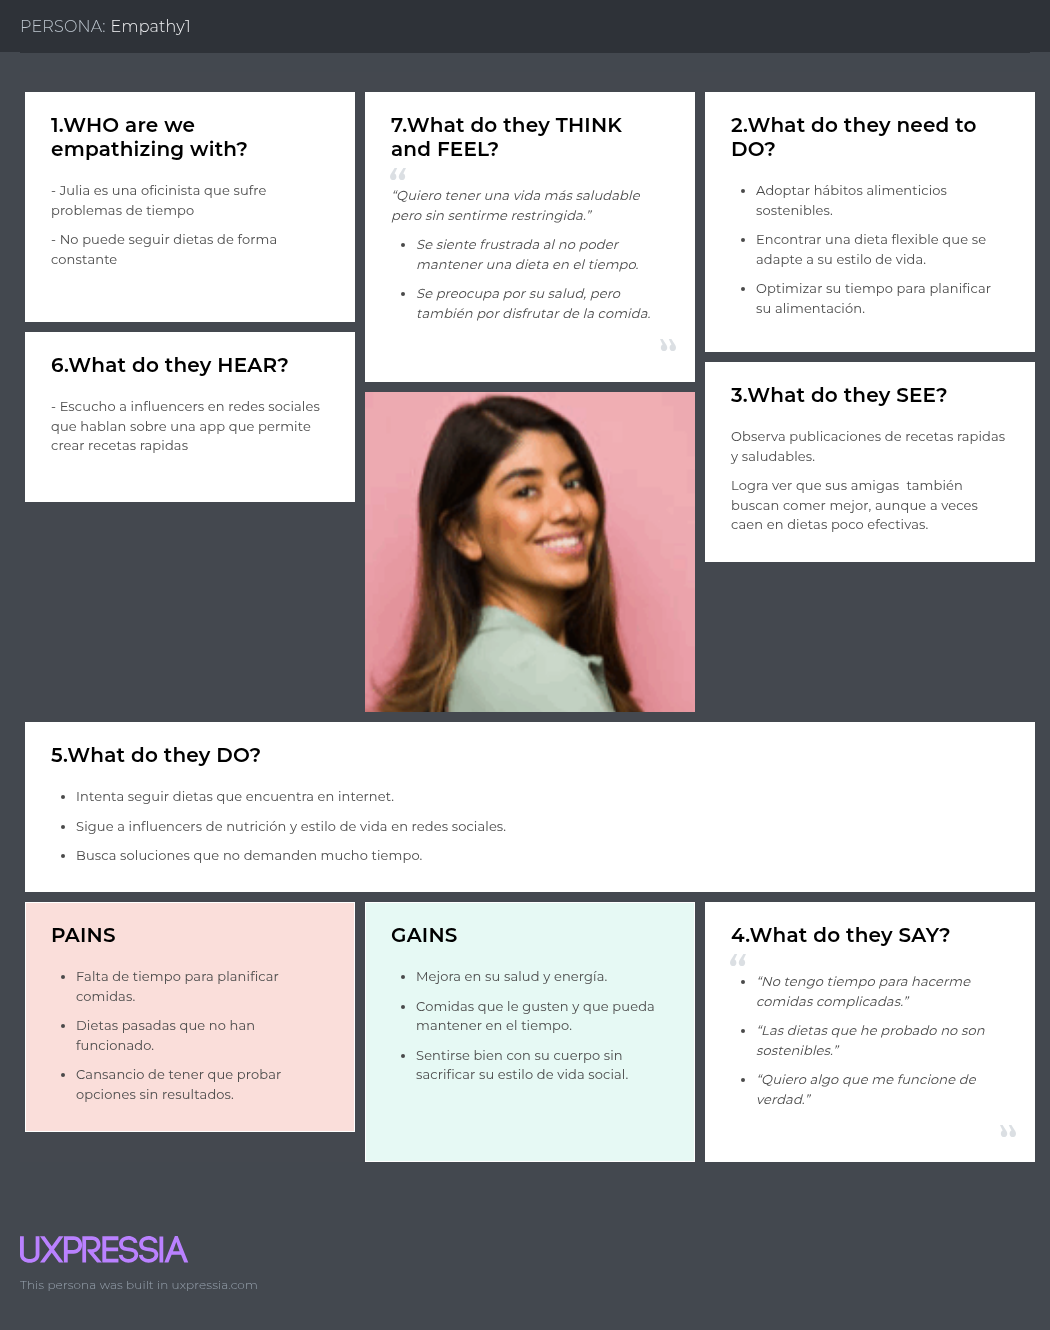 PERSONA: Empathy1
1.WHO are we
empathizing with?
- Julia es una oficinista que sufre
problemas de tiempo
- No puede seguir dietas de forma
constante
7.What do they THINK
and FEEL?
“
“Quiero tener una vida más saludable
pero sin sentirme restringida.”
• Se siente frustrada al no poder
mantener una dieta en el tiempo.
• Se preocupa por su salud, pero
también por disfrutar de la comida.
”
2.What do they need to
DO?
• Adoptar hábitos alimenticios
sostenibles.
• Encontrar una dieta flexible que se
adapte a su estilo de vida.
• Optimizar su tiempo para planificar
su alimentación.
6.What do they HEAR?
- Escucho a influencers en redes sociales
que hablan sobre una app que permite
crear recetas rapidas
3.What do they SEE?
Observa publicaciones de recetas rapidas
y saludables.
Logra ver que sus amigas  también
buscan comer mejor, aunque a veces
caen en dietas poco efectivas.
5.What do they DO?
• Intenta seguir dietas que encuentra en internet.
• Sigue a influencers de nutrición y estilo de vida en redes sociales.
• Busca soluciones que no demanden mucho tiempo.
PAINS
• Falta de tiempo para planificar
comidas.
• Dietas pasadas que no han
funcionado.
• Cansancio de tener que probar
opciones sin resultados.
GAINS
• Mejora en su salud y energía.
• Comidas que le gusten y que pueda
mantener en el tiempo.
• Sentirse bien con su cuerpo sin
sacrificar su estilo de vida social.
4.What do they SAY?
“
• “No tengo tiempo para hacerme
comidas complicadas.”
• “Las dietas que he probado no son
sostenibles.”
• “Quiero algo que me funcione de
verdad.”
”
UXPRESSIA
This persona was built in uxpressia.com